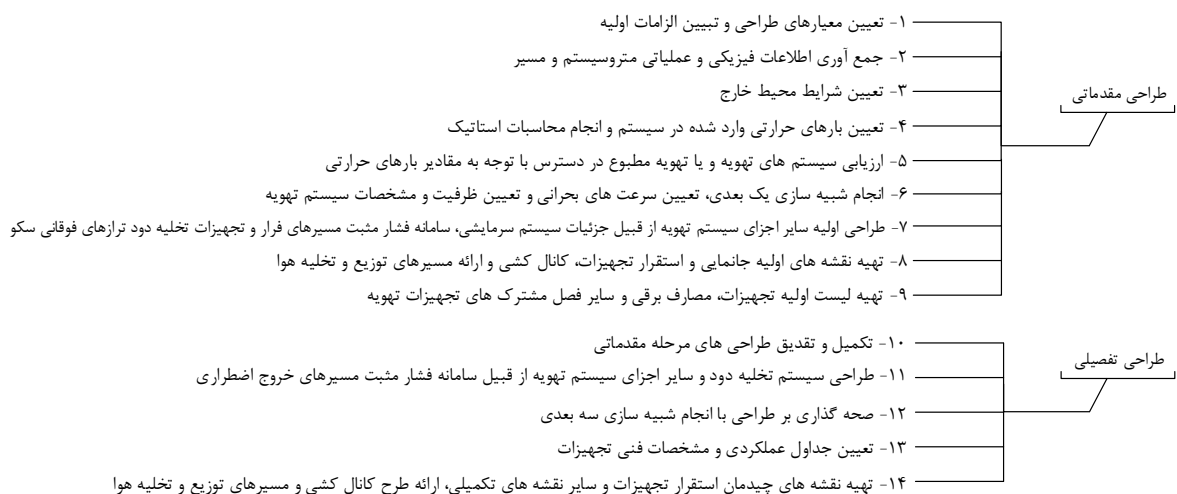 طراحی مقدماتی
۱- تعیین معیارهای طراحی و تبیین الزامات اولیه
۲- جمع آوری اطلاعات فیزیکی و عملیاتی متروسیستم و مسیر
۳- تعیین شرایط محیط خارج
۴- تعیین بارهای حرارتی وارد شده در سیستم و انجام محاسبات استاتیک
۵- ارزیابی سیستم های تهویه و یا تهویه مطبوع در دسترس با توجه به مقادیر بارهای حرارتی
۶- انجام شبیه سازی یک بعدی، تعیین سرعت های بحرانی و تعیین ظرفیت و مشخصات سیستم تهویه
۷- طراحی اولیه سایر اجزای سیستم تهویه از قبیل جزئیات سیستم سرمایشی، سامانه فشار مثبت مسیرهای فرار و تجهیزات تخلیه دود ترازهای فوقانی سکو
۸- تهیه نقشه های اولیه جانمایی و استقرار تجهیزات، کانال کشی و ارائه مسیرهای توزیع و تخلیه هوا
۹- تهیه لیست اولیه تجهیزات، مصارف برقی و سایر فصل مشترک های تجهیزات تهویه
طراحی تفصیلی
۱۰- تکمیل و تقدیق طراحی های مرحله مقدماتی
۱۱- طراحی سیستم تخلیه دود و سایر اجزای سیستم تهویه از قبیل سامانه فشار مثبت مسیرهای خروج اضطراری
۱۲- صحه گذاری بر طراحی با انجام شبیه سازی سه بعدی
۱۳- تعیین جداول عملکردی و مشخصات فنی تجهیزات
۱۴- تهیه نقشه های چیدمان استقرار تجهیزات و سایر نقشه های تکمیلی، ارائه طرح کانال کشی و مسیرهای توزیع و تخلیه هوا